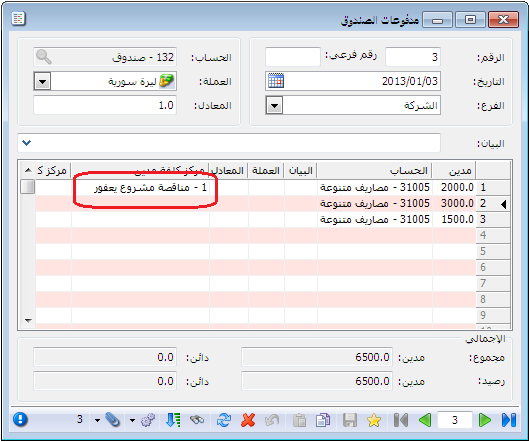 مدفوعات الصندوق
الرقم: 3 رقم فرعي:
التاريخ: 2013/01/03
الفرع: الشركة
الحساب: 132 - صندوق
العملة: ليرة سورية
المعادل: 1.0
البيان:
مدين الحساب البيان العملة المعادل مركز كلفة مدين مركز ك
1 2000.0 31005 - مصاريف متنوعة 1 - مناقصة مشروع يعفور
2 3000.0 31005 - مصاريف متنوعة
3 1500.0 31005 - مصاريف متنوعة
4
5
6
7
8
9
الإجمالي
مجموع: مدين: 6500.0 دائن: 0.0
رصيد: مدين: 6500.0 دائن: 0.0
3 3